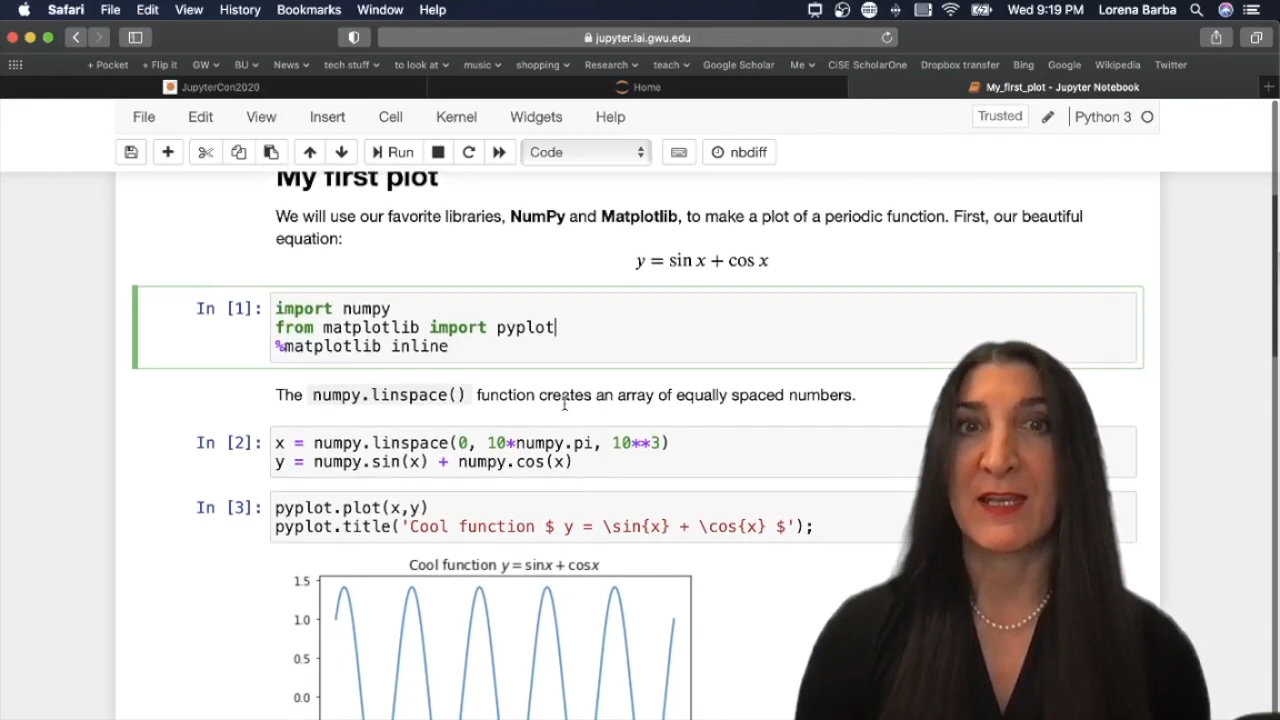 Safari File Edit View History Bookmarks Window Help Wed 9:19 PM Lorena Barba
jupyter.lai.gwu.edu
+ Pocket + Flip it GW BU News tech stuff to look at music shopping Research teach Google Scholar Me CiSE ScholarOne Dropbox transfer Bing Google Wikipedia Twitter
JupyterCon2020 Home My_first_plot - Jupyter Notebook
File Edit View Insert Cell Kernel Widgets Help Trusted Python 3
Run Code nbdiff
My first plot
We will use our favorite libraries, NumPy and Matplotlib, to make a plot of a periodic function. First, our beautiful
equation:
y = sin x + cos x
In [1]: import numpy
from matplotlib import pyplot
%matplotlib inline
The numpy.linspace() function creates an array of equally spaced numbers.
In [2]: x = numpy.linspace(0, 10*numpy.pi, 10**3)
y = numpy.sin(x) + numpy.cos(x)
In [3]: pyplot.plot(x,y)
pyplot.title('Cool function $ y = \sin{x} + \cos{x} $');
Cool function y = sinx + cosx
1.5
1.0
0.5
0.0